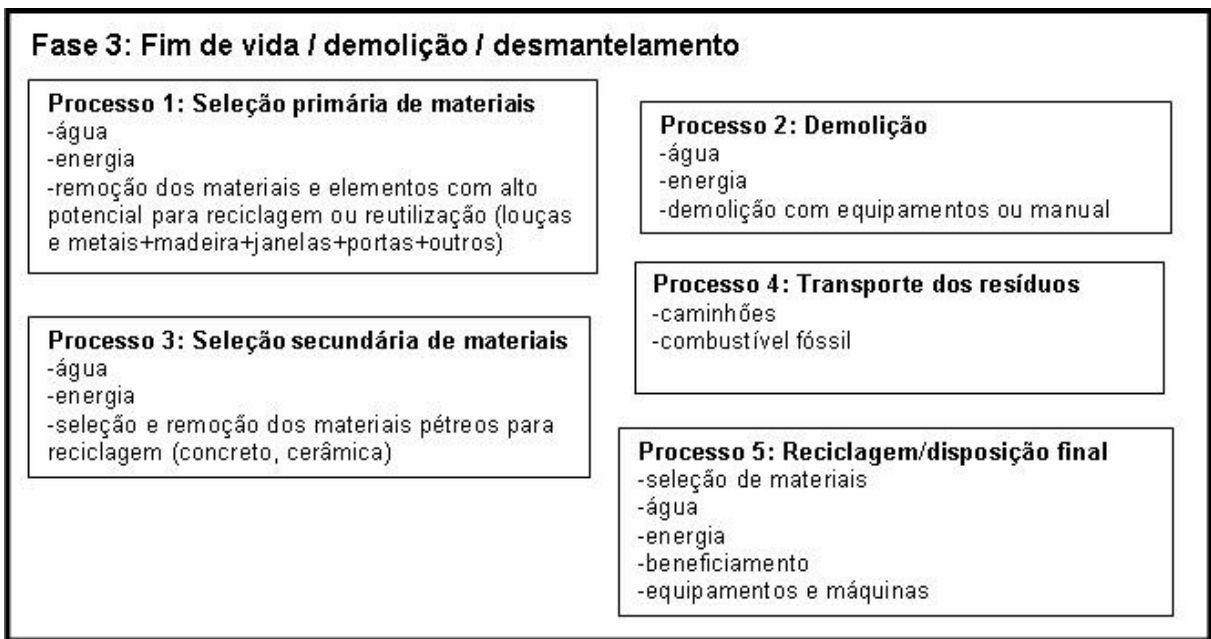 Fase 3: Fim de vida / demolição / desmantelamento
Processo 1: Seleção primária de materiais
-água
-energia
-remoção dos materiais e elementos com alto
potencial para reciclagem ou reutilização (louças
e metais+madeira+janelas+portas+outros)
Processo 2: Demolição
-água
-energia
-demolição com equipamentos ou manual
Processo 3: Seleção secundária de materiais
-água
-energia
-seleção e remoção dos materiais pétreos para
reciclagem (concreto, cerâmica)
Processo 4: Transporte dos resíduos
-caminhões
-combustível fóssil
Processo 5: Reciclagem/disposição final
-seleção de materiais
-água
-energia
-beneficiamento
-equipamentos e máquinas